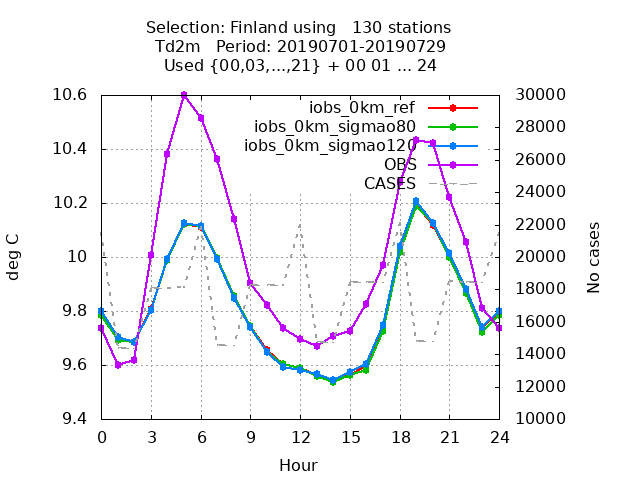 Selection: Finland using   130 stations
Td2m   Period: 20190701-20190729
Used {00,03,...,21} + 00 01 ... 24
10.6
10.4
10.2
10
9.8
9.6
9.4
30000
28000
26000
24000
22000
20000
18000
16000
14000
12000
10000
iobs_0km_ref
iobs_0km_sigmao80
iobs_0km_sigmao120
OBS
CASES
deg C
No cases
0 3 6 9 12 15 18 21 24
Hour